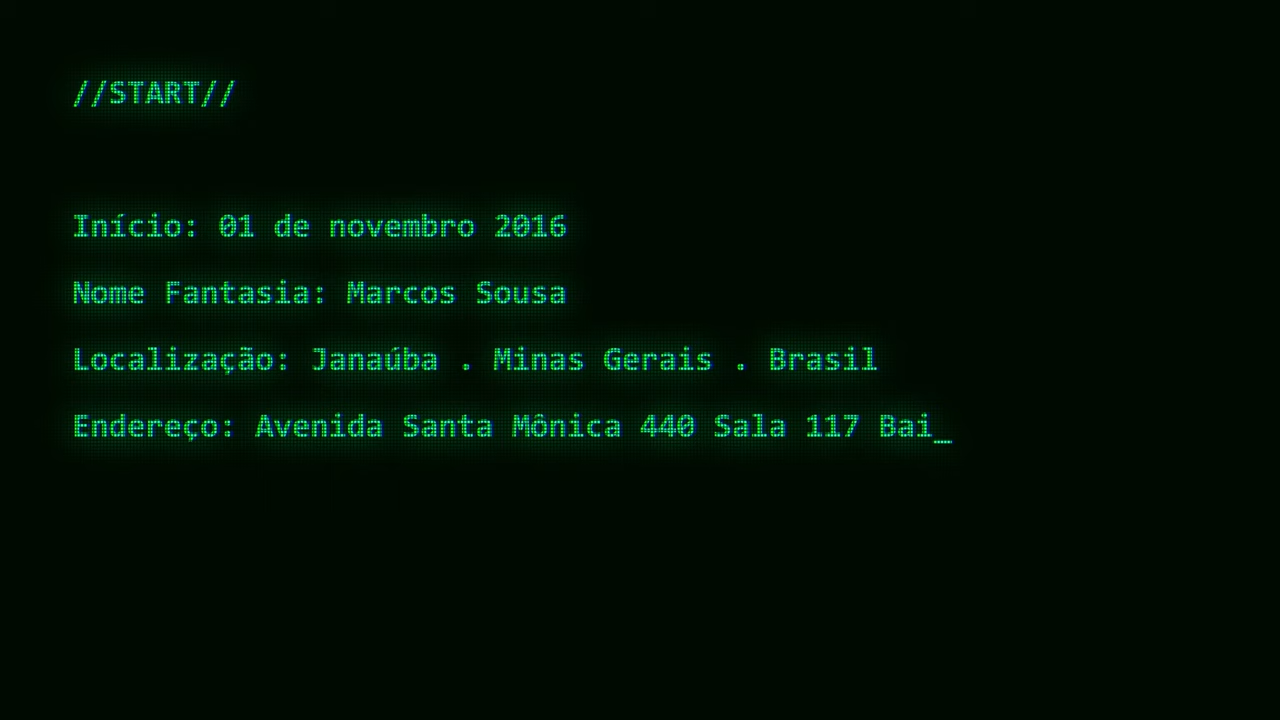 //START//
Início: 01 de novembro 2016
Nome Fantasia: Marcos Sousa
Localização: Janaúba . Minas Gerais . Brasil
Endereço: Avenida Santa Mônica 440 Sala 117 Bai_